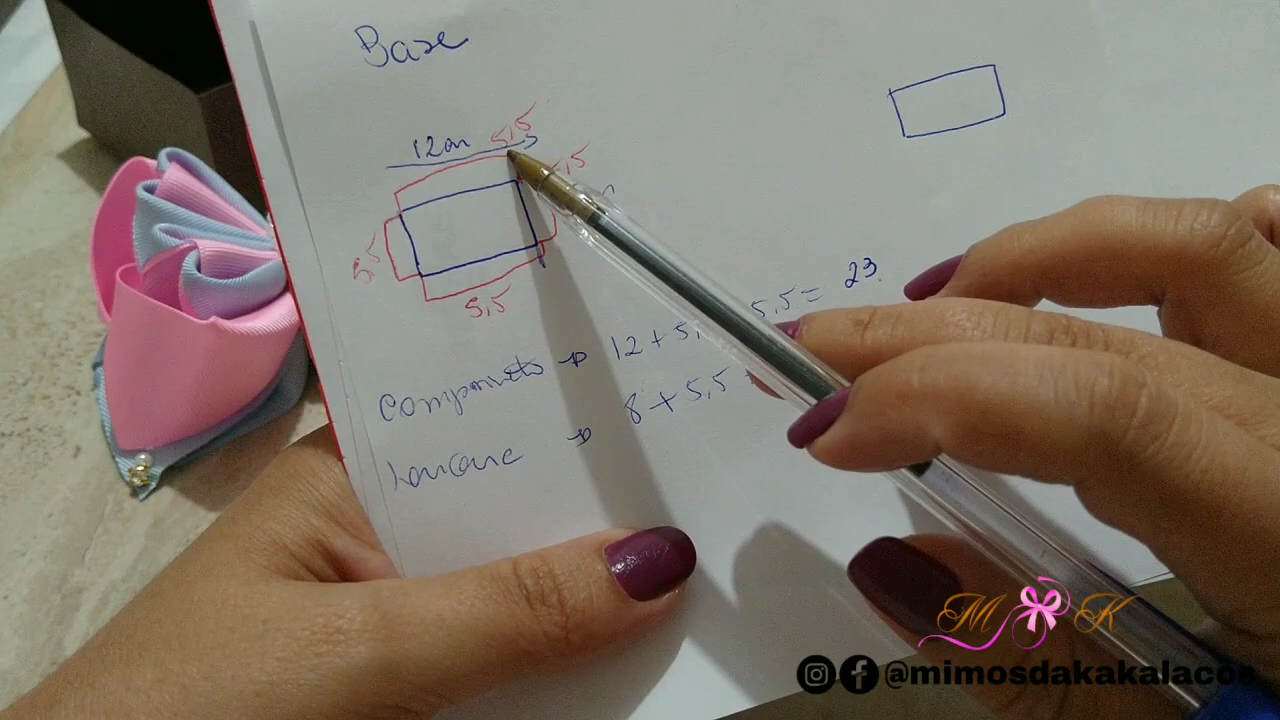 Base
12cm 5,5
,5
5,5
5,5
5,5 = 23
Comprimento → 12 + 5,
Largura → 8 + 5,5
M K
@mimosdakakalacos